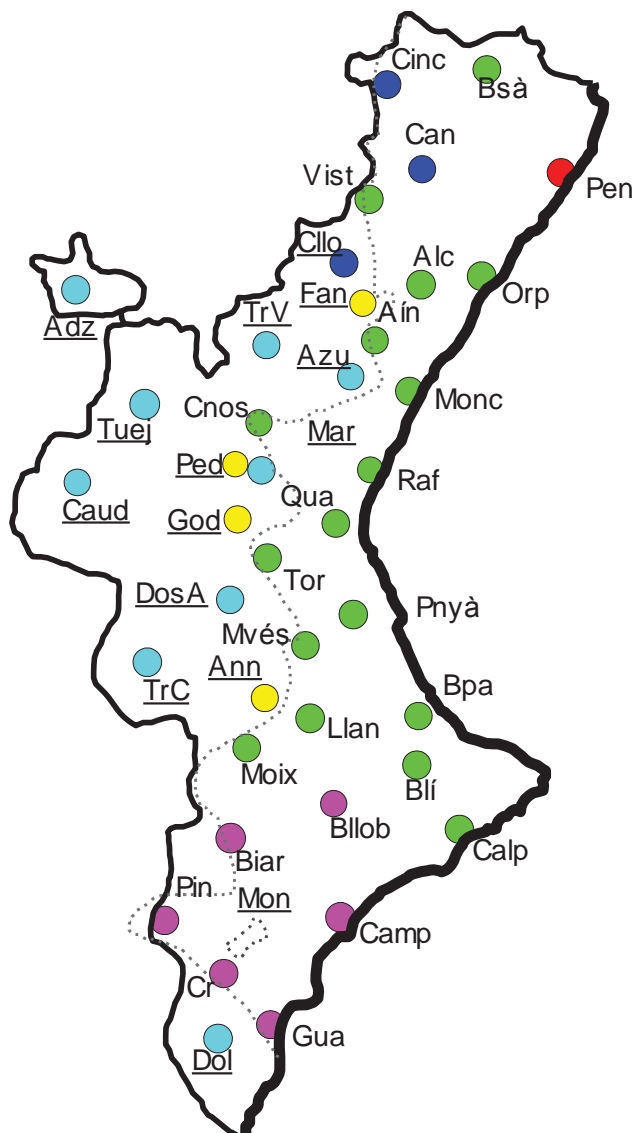 Cinc
Bsà
Can
Vist
Pen
Cllo
Alc
Fan
Orp
Adz
TrV
Aín
Azu
Monc
Cnos
Mar
Tuej
Ped
Raf
Qua
Caud
God
Tor
DosA
Pnyà
Mvés
Ann
TrC
Bpa
Llan
Moix
Blí
Bllob
Calp
Biar
Pin
Mon
Camp
Cr
Gua
Dol